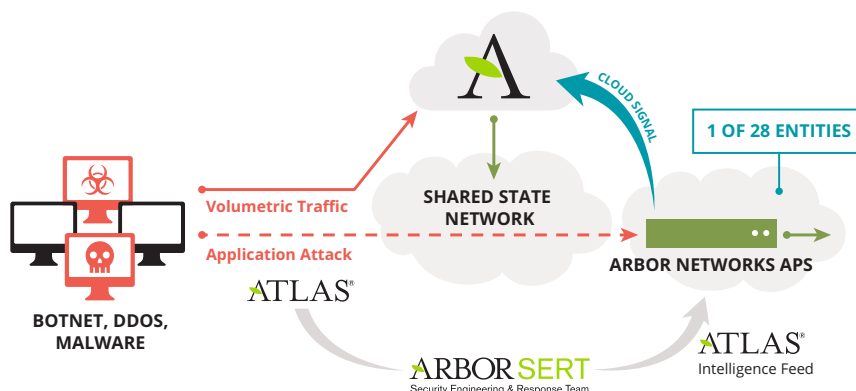 A
CLOUD SIGNAL
1 OF 28 ENTITIES
Volumetric Traffic
SHARED STATE
NETWORK
Application Attack
ARBOR NETWORKS APS
ATLAS®
BOTNET, DDOS,
MALWARE
ARBOR SERT
Security Engineering & Response Team
ATLAS®
Intelligence Feed